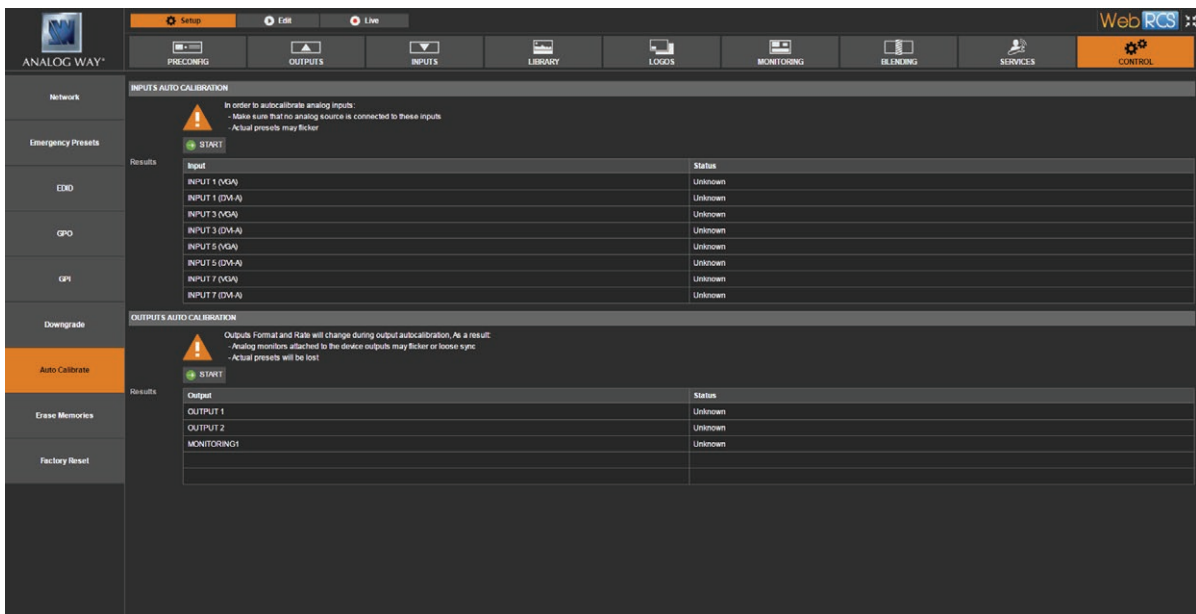 ANALOG WAY®
Setup Edit Live
Web RCS
PRECONFIG OUTPUTS INPUTS LIBRARY LOGOS MONITORING BLENDING SERVICES CONTROL
Network
Emergency Presets
EDID
GPO
GPI
Downgrade
Auto Calibrate
Erase Memories
Factory Reset
INPUTS AUTO CALIBRATION
In order to autocalibrate analog inputs:
- Make sure that no analog source is connected to these inputs
- Actual presets may flicker
START
Results
Input Status
INPUT 1 (VGA) Unknown
INPUT 1 (DVI-A) Unknown
INPUT 3 (VGA) Unknown
INPUT 3 (DVI-A) Unknown
INPUT 5 (VGA) Unknown
INPUT 5 (DVI-A) Unknown
INPUT 7 (VGA) Unknown
INPUT 7 (DVI-A) Unknown
OUTPUTS AUTO CALIBRATION
Outputs Format and Rate will change during output autocalibration, As a result:
- Analog monitors attached to the device outputs may flicker or loose sync
- Actual presets will be lost
START
Results
Output Status
OUTPUT 1 Unknown
OUTPUT 2 Unknown
MONITORING1 Unknown